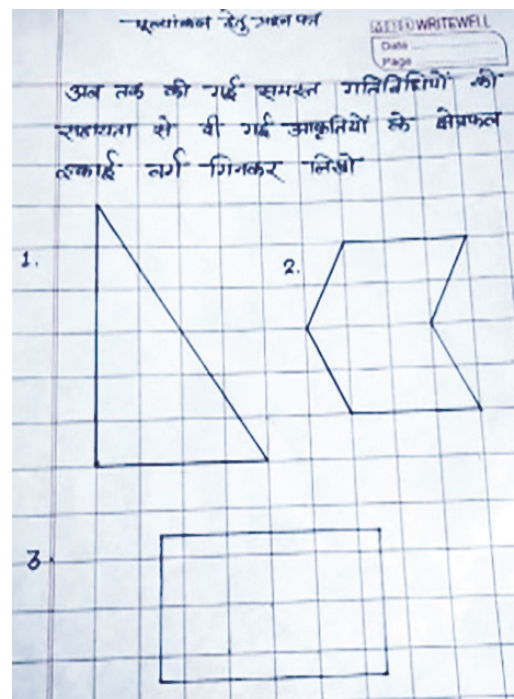 मूल्यांकन हेतु प्रश्न पत्र
WRITEWELL
Date
Page
अब तक की गई समस्त गतिविधियों की
सहायता से दी गई आकृतियों के क्षेत्रफल
इकाई वर्ग गिनकर लिखो
1.
2.
3.